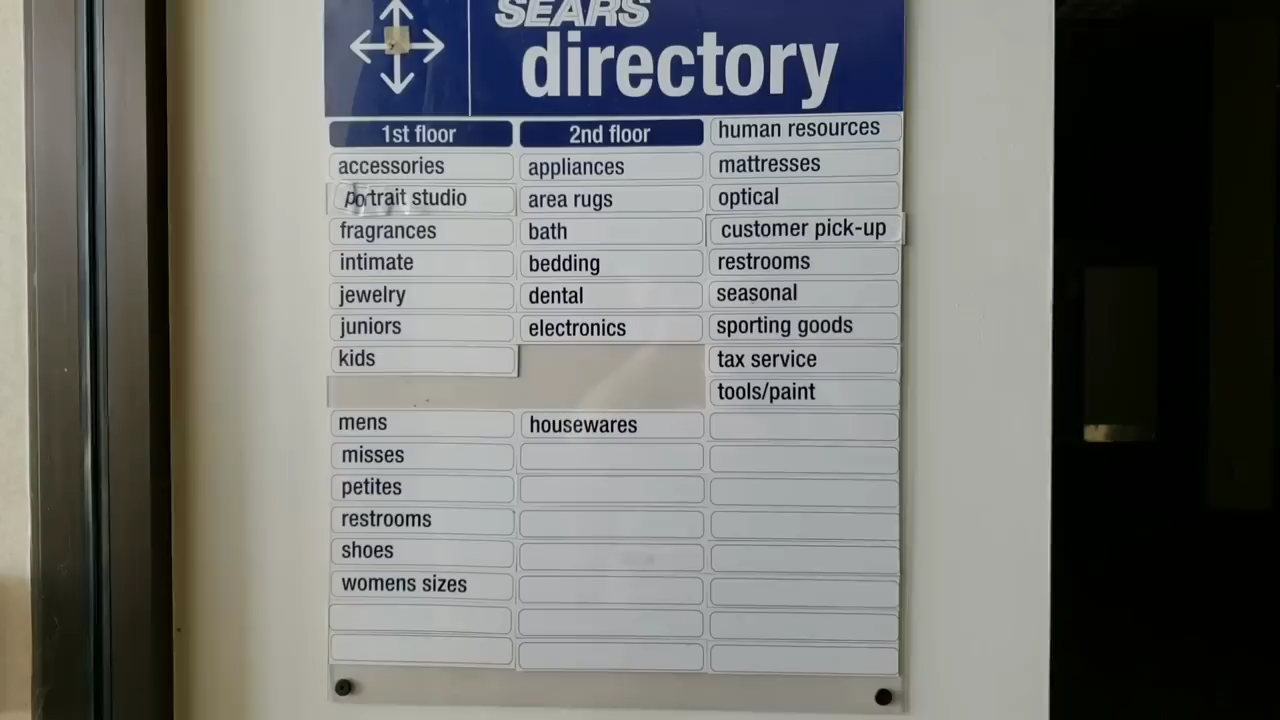 SEARS
directory
1st floor
accessories
portrait studio
fragrances
intimate
jewelry
juniors
kids
mens
misses
petites
restrooms
shoes
womens sizes
2nd floor
appliances
area rugs
bath
bedding
dental
electronics
housewares
human resources
mattresses
optical
customer pick-up
restrooms
seasonal
sporting goods
tax service
tools/paint